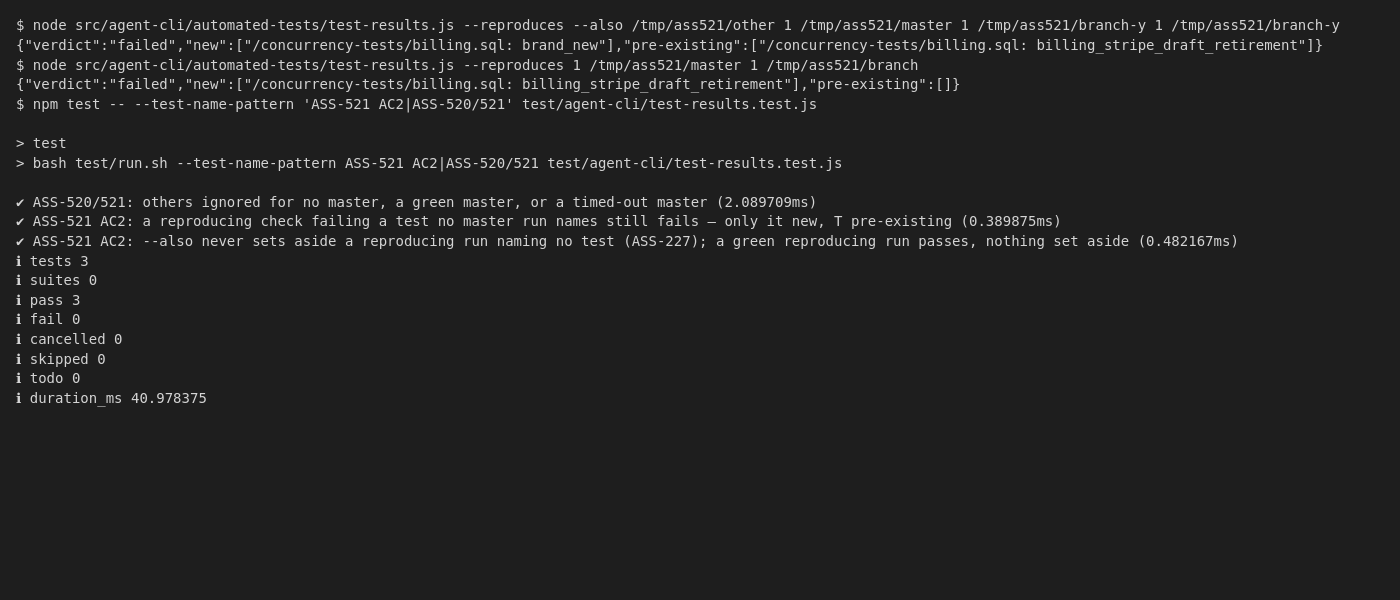 $ node src/agent-cli/automated-tests/test-results.js --reproduces --also /tmp/ass521/other 1 /tmp/ass521/master 1 /tmp/ass521/branch-y 1 /tmp/ass521/branch-y
{"verdict":"failed","new":["/concurrency-tests/billing.sql: brand_new"],"pre-existing":["/concurrency-tests/billing.sql: billing_stripe_draft_retirement"]}
$ node src/agent-cli/automated-tests/test-results.js --reproduces 1 /tmp/ass521/master 1 /tmp/ass521/branch
{"verdict":"failed","new":["/concurrency-tests/billing.sql: billing_stripe_draft_retirement"],"pre-existing":[]}
$ npm test -- --test-name-pattern 'ASS-521 AC2|ASS-520/521' test/agent-cli/test-results.test.js

> test
> bash test/run.sh --test-name-pattern ASS-521 AC2|ASS-520/521 test/agent-cli/test-results.test.js

✔ ASS-520/521: others ignored for no master, a green master, or a timed-out master (2.089709ms)
✔ ASS-521 AC2: a reproducing check failing a test no master run names still fails — only it new, T pre-existing (0.389875ms)
✔ ASS-521 AC2: --also never sets aside a reproducing run naming no test (ASS-227); a green reproducing run passes, nothing set aside (0.482167ms)
ℹ tests 3
ℹ suites 0
ℹ pass 3
ℹ fail 0
ℹ cancelled 0
ℹ skipped 0
ℹ todo 0
ℹ duration_ms 40.978375